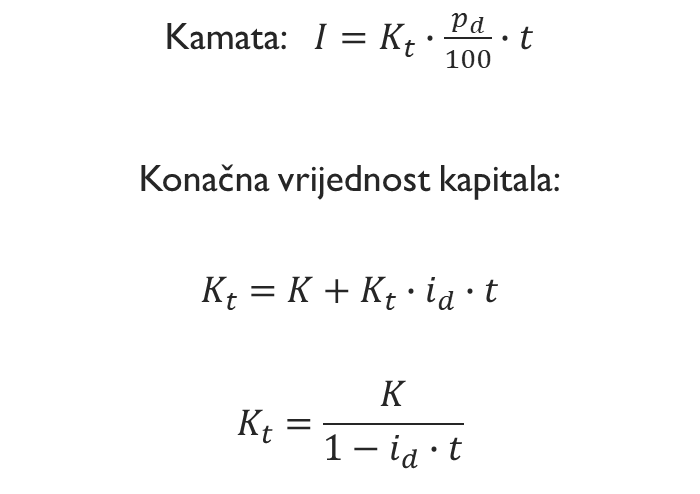 Kamata: I = K_t · p_d/100 · t
Konačna vrijednost kapitala:
K_t = K + K_t · i_d · t
K_t = K/(1 − i_d · t)